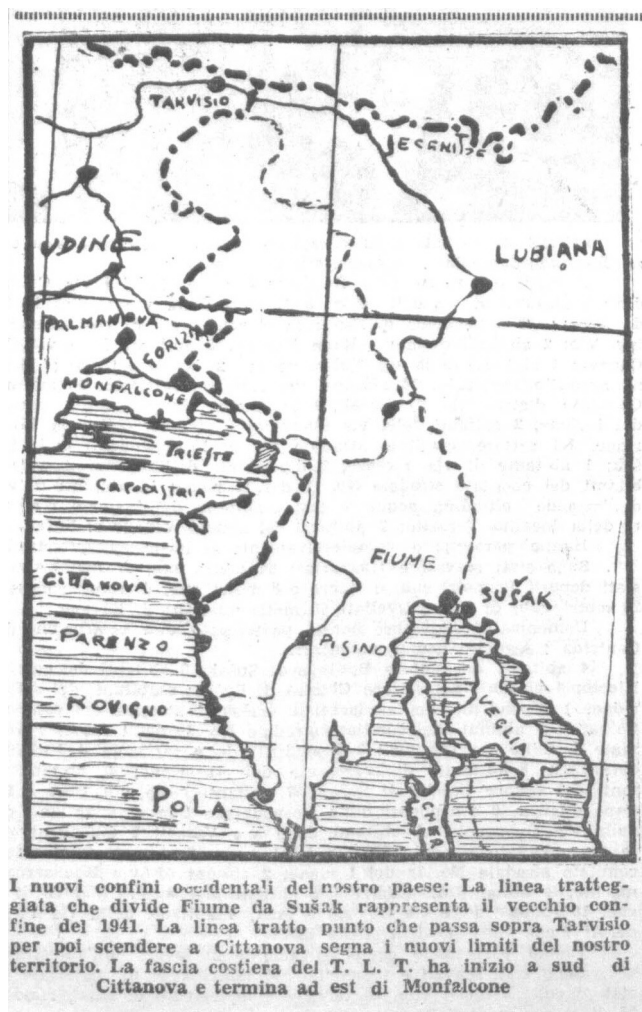 TARVISIO
JESENICE
UDINE
LUBIANA
PALMANOVA
GORIZIA
MONFALCONE
TRIESTE
CAPODISTRIA
FIUME
CITTANOVA
SUŠAK
PARENZO
PISINO
ROVIGNO
VEGLIA
POLA
CHER
I nuovi confini occidentali del nostro paese: La linea tratteg-
giata che divide Fiume da Sušak rappresenta il vecchio con-
fine del 1941. La linea tratto punto che passa sopra Tarvisio
per poi scendere a Cittanova segna i nuovi limiti del nostro
territorio. La fascia costiera del T. L. T. ha inizio a sud di
Cittanova e termina ad est di Monfalcone